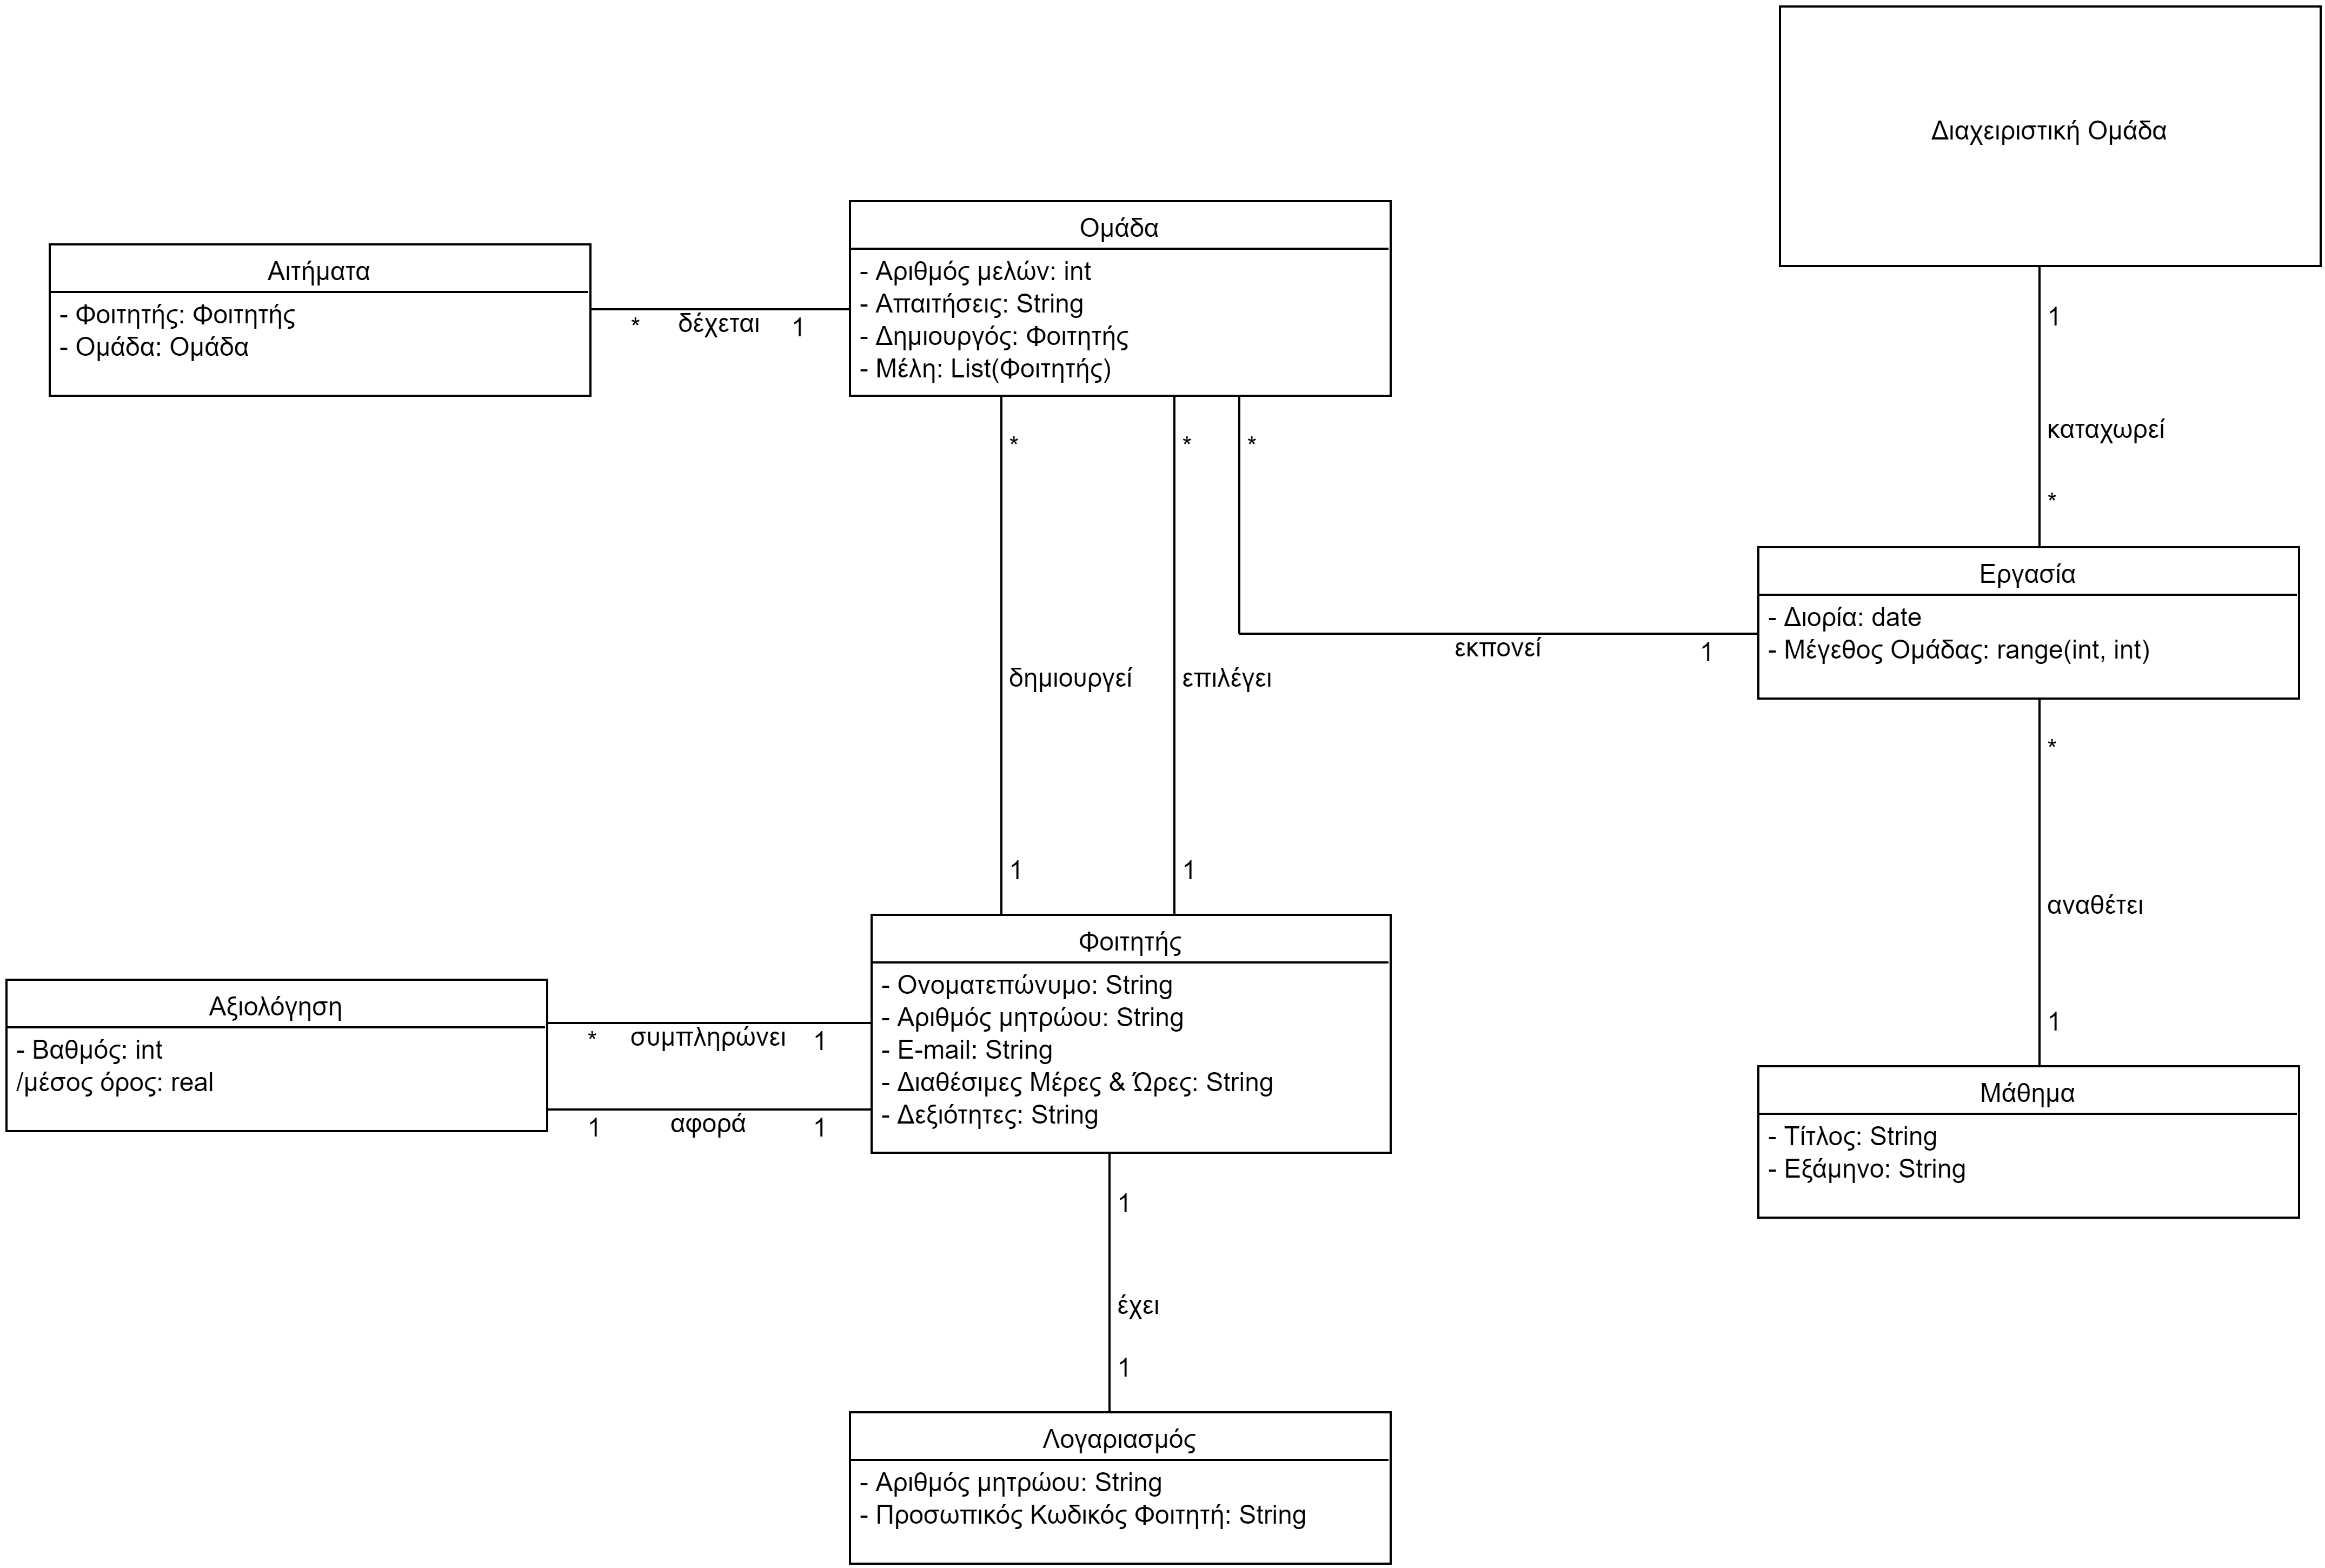 Διαχειριστική Ομάδα
1
καταχωρεί
*
Ομάδα
- Αριθμός μελών: int
- Απαιτήσεις: String
- Δημιουργός: Φοιτητής
- Μέλη: List(Φοιτητής)
Αιτήματα
- Φοιτητής: Φοιτητής
- Ομάδα: Ομάδα
* δέχεται 1
* * *
δημιουργεί επιλέγει
1 1
εκπονεί 1
Εργασία
- Διορία: date
- Μέγεθος Ομάδας: range(int, int)
*
αναθέτει
1
Φοιτητής
- Ονοματεπώνυμο: String
- Αριθμός μητρώου: String
- E-mail: String
- Διαθέσιμες Μέρες & Ώρες: String
- Δεξιότητες: String
Αξιολόγηση
- Βαθμός: int
/μέσος όρος: real
* συμπληρώνει 1
1 αφορά 1
Μάθημα
- Τίτλος: String
- Εξάμηνο: String
1
έχει
1
Λογαριασμός
- Αριθμός μητρώου: String
- Προσωπικός Κωδικός Φοιτητή: String